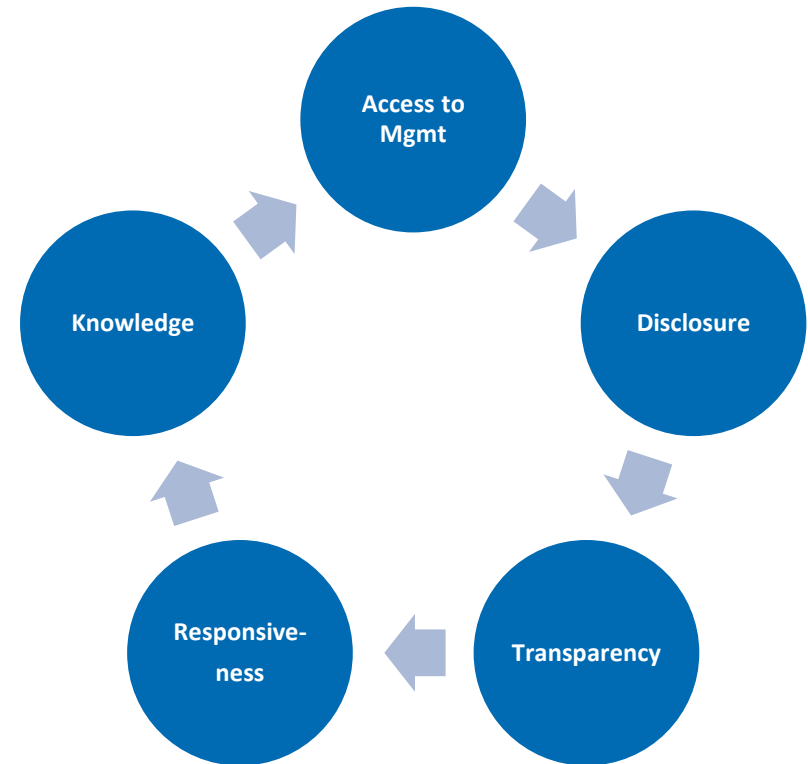 Access to
Mgmt
Disclosure
Transparency
Responsive-
ness
Knowledge